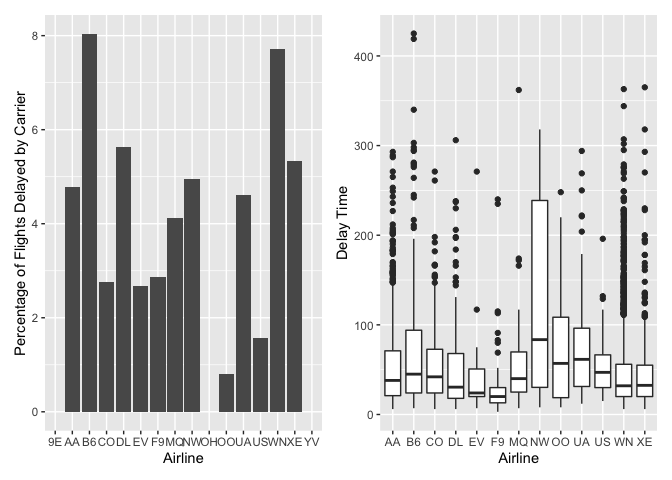 Percentage of Flights Delayed by Carrier
8
6
4
2
0
9E AA B6 CO DL EV F9 MQ NW OH OO UA US WN XE YV
Airline
Delay Time
400
300
200
100
0
AA B6 CO DL EV F9 MQ NW OO UA US WN XE
Airline